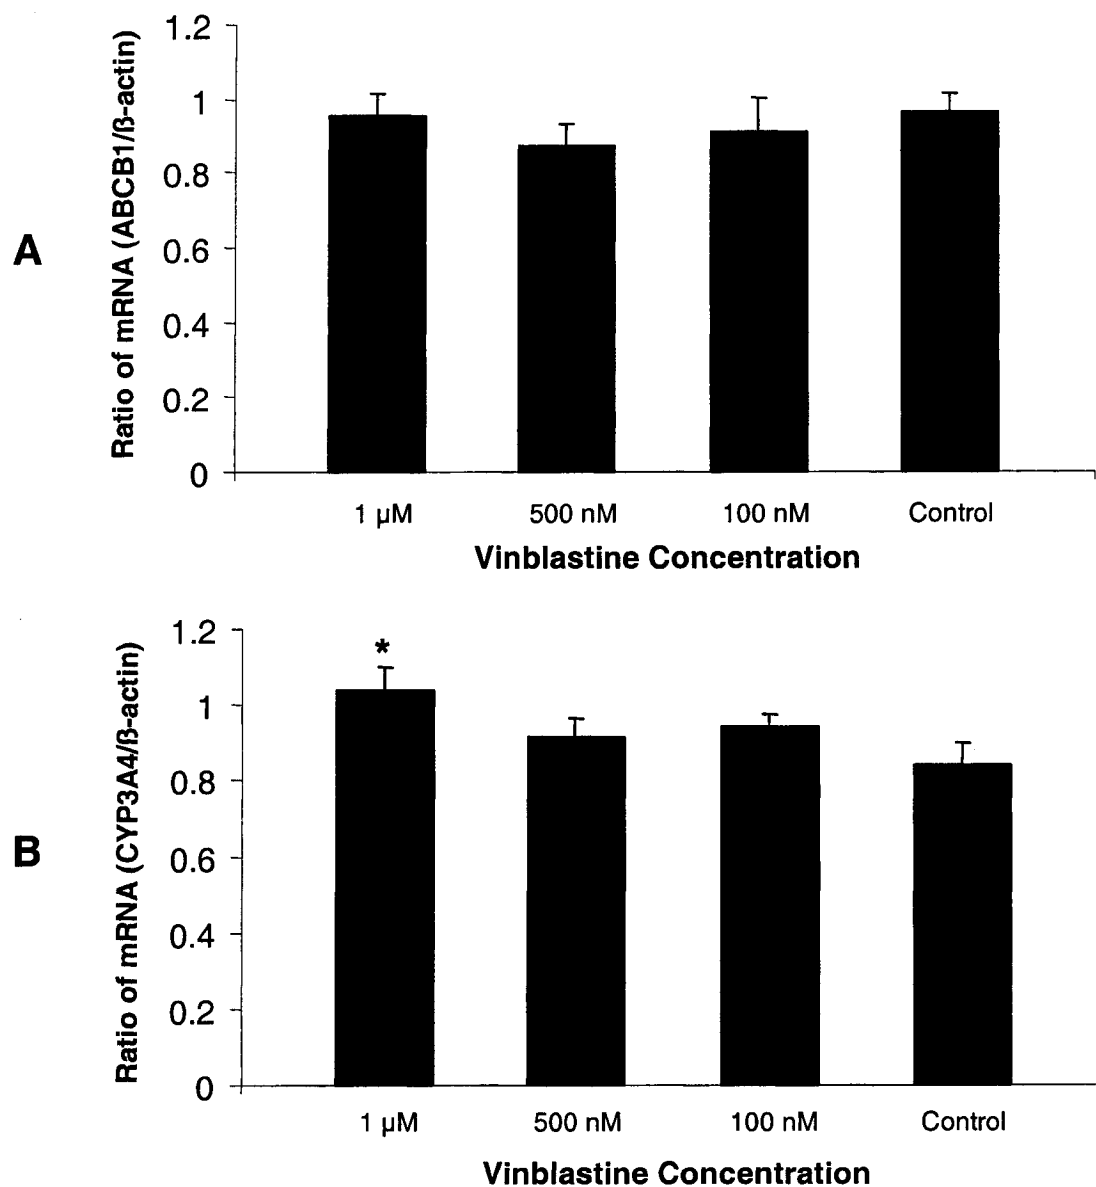 A
Ratio of mRNA (ABCB1/ß-actin)
1.2
1
0.8
0.6
0.4
0.2
0
1 µM 500 nM 100 nM Control
Vinblastine Concentration
B
Ratio of mRNA (CYP3A4/ß-actin)
1.2
1
0.8
0.6
0.4
0.2
0
*
1 µM 500 nM 100 nM Control
Vinblastine Concentration